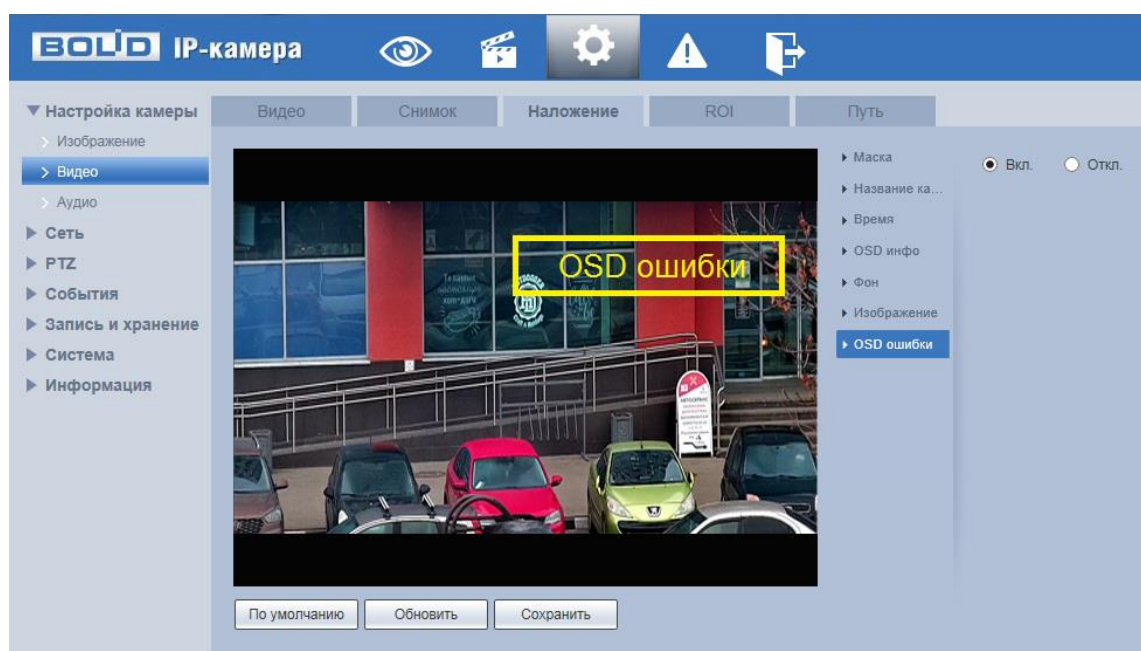 BOLID IP-камера
Настройка камеры
Изображение
Видео
Аудио
Сеть
PTZ
События
Запись и хранение
Система
Информация
Видео Снимок Наложение ROI Путь
OSD ошибки
АВТОСЕРВИС
Маска
Название ка...
Время
OSD инфо
Фон
Изображение
OSD ошибки
Вкл. Откл.
По умолчанию Обновить Сохранить